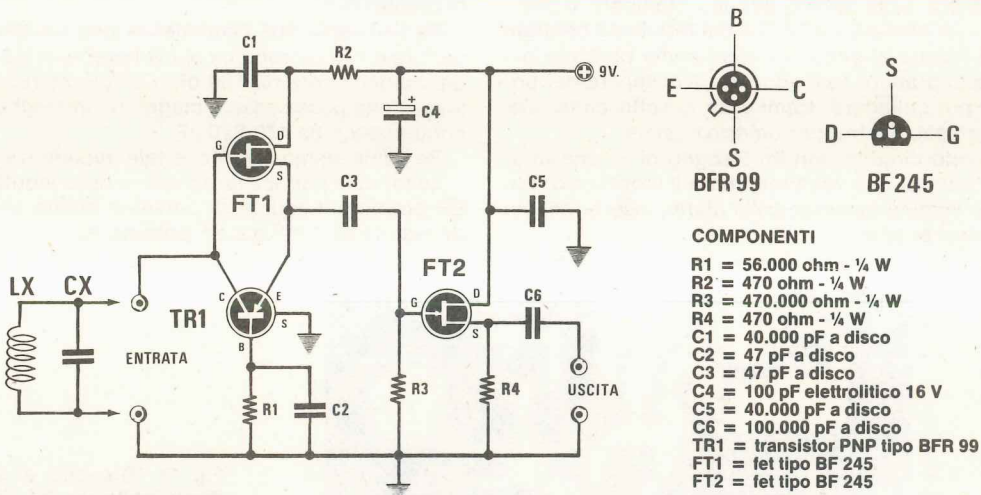 C1
R2
9V.
C4
G
D
S
FT1
C3
C5
LX
CX
C
E
S
B
TR1
ENTRATA
FT2
G
D
S
C6
R1
C2
R3
R4
USCITA
B
E
C
S
BFR 99
S
D
G
BF 245
COMPONENTI
R1 = 56.000 ohm - ¼ W
R2 = 470 ohm - ¼ W
R3 = 470.000 ohm - ¼ W
R4 = 470 ohm - ¼ W
C1 = 40.000 pF a disco
C2 = 47 pF a disco
C3 = 47 pF a disco
C4 = 100 pF elettrolitico 16 V
C5 = 40.000 pF a disco
C6 = 100.000 pF a disco
TR1 = transistor PNP tipo BFR 99
FT1 = fet tipo BF 245
FT2 = fet tipo BF 245